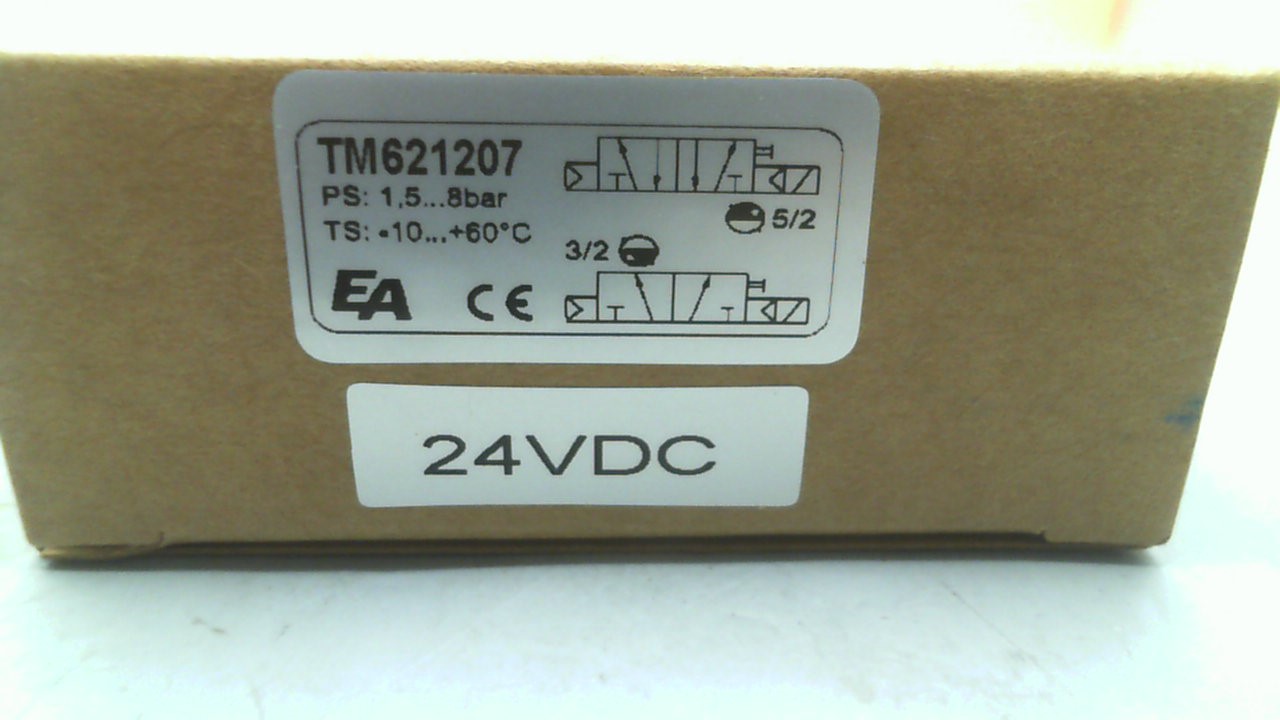 TM621207
PS: 1,5...8bar
TS: -10...+60°C
5/2
3/2
EA CE
24VDC